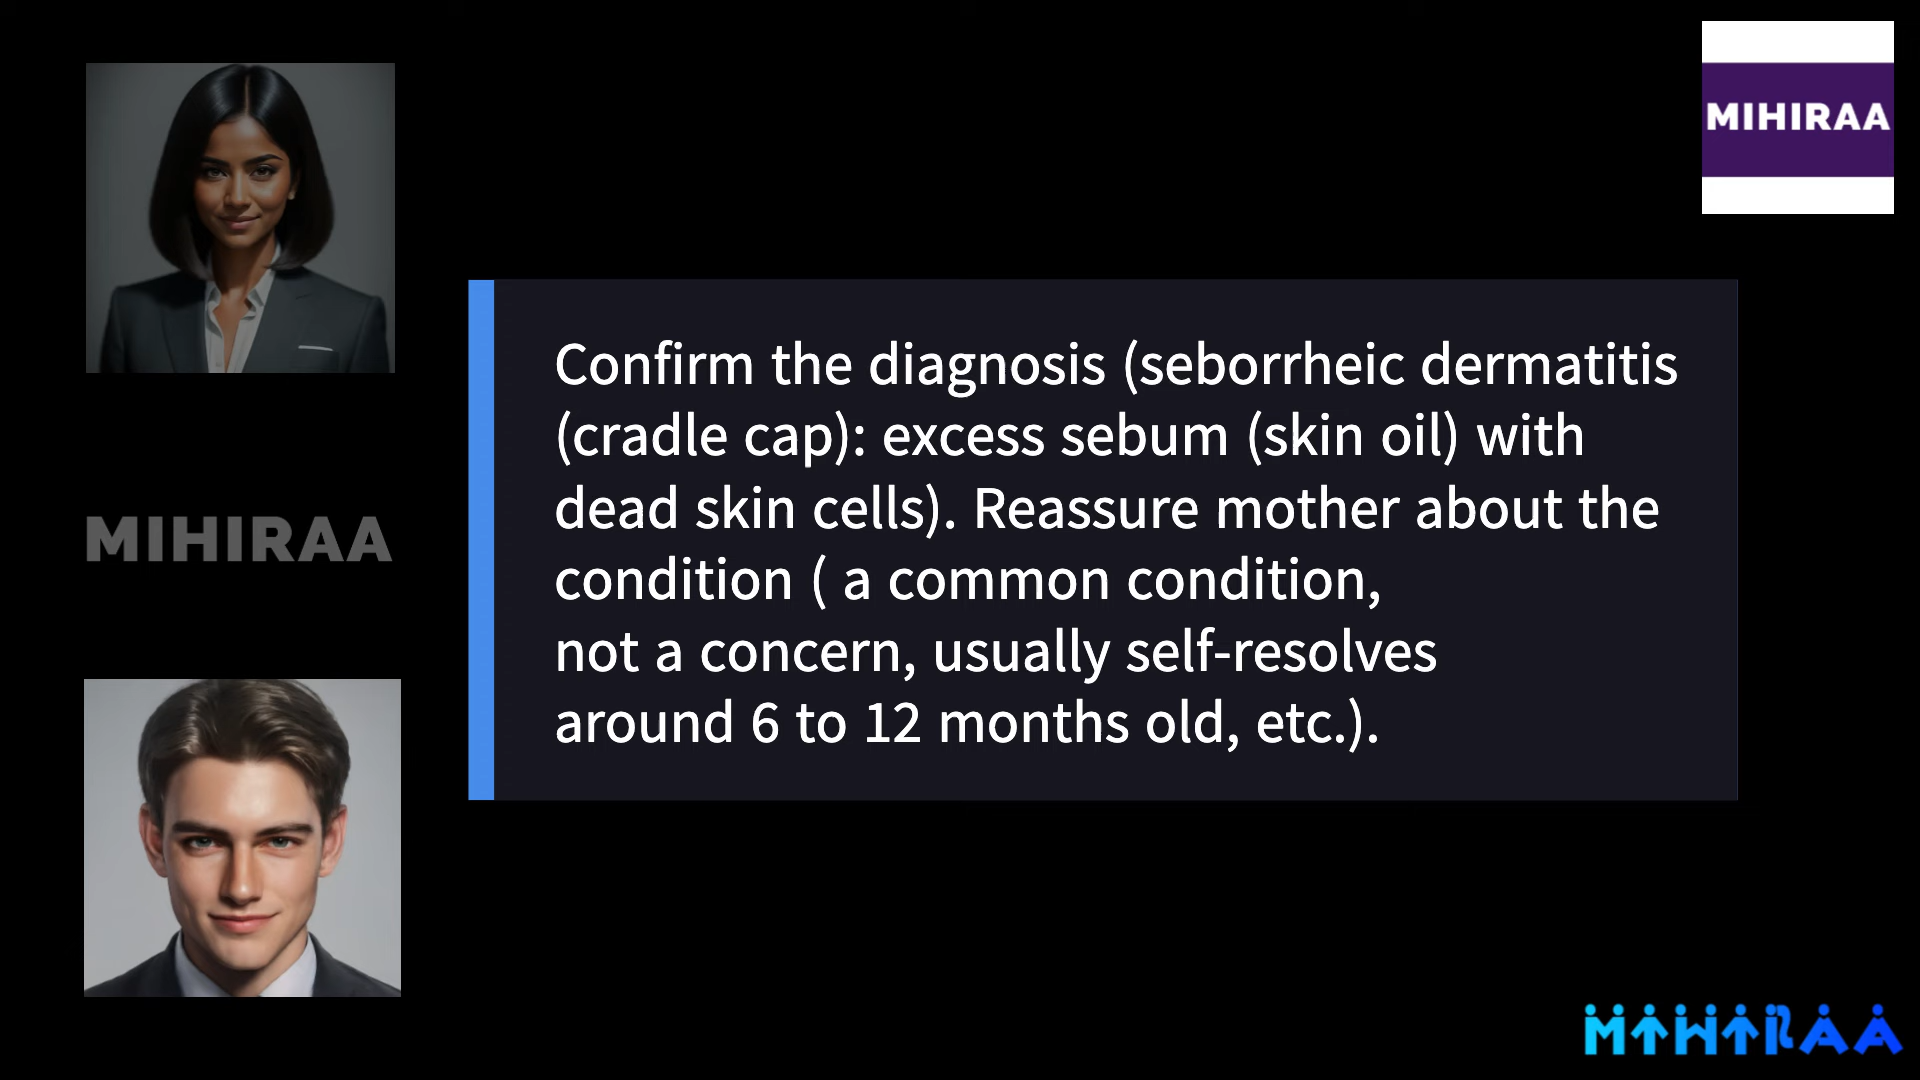 MIHIRAA
Confirm the diagnosis (seborrheic dermatitis
(cradle cap): excess sebum (skin oil) with
dead skin cells). Reassure mother about the
condition ( a common condition,
not a concern, usually self-resolves
around 6 to 12 months old, etc.).
MIHIRAA
MIHIRAA